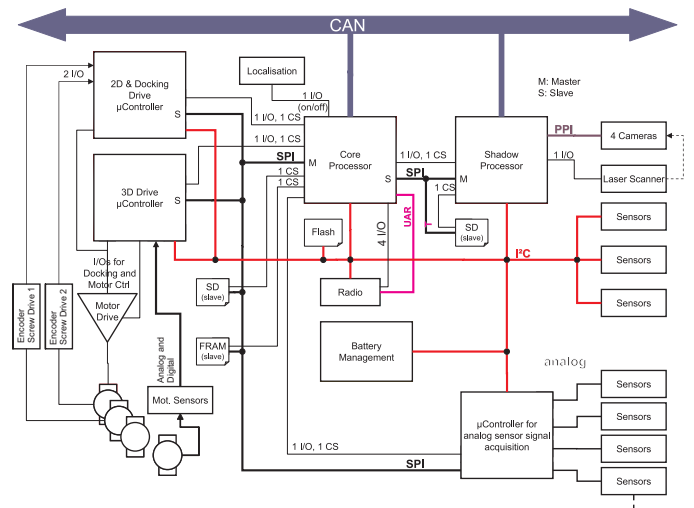 CAN
2 I/O
2D & Docking
Drive
µController
S
Localisation
1 I/O
(on/off)
1 I/O, 1 CS
M: Master
S: Slave
PPI
4 Cameras
1 I/O
Laser Scanner
1 I/O, 1 CS
SPI
M
Core
Processor
S
1 I/O, 1 CS
SPI
Shadow
Processor
1 CS
3D Drive
µController
S
1 CS
1 CS
UAR
SD
(slave)
Flash
4 I/O
I²C
Sensors
Sensors
Sensors
I/Os for
Docking and
Motor Ctrl
SD
(slave)
Radio
Encoder
Screw Drive 1
Encoder
Screw Drive 2
Motor
Drive
Analog and
Digital
FRAM
(slave)
Battery
Management
analog
Mot. Sensors
µController for
analog sensor signal
acquisition
1 I/O, 1 CS
SPI
Sensors
Sensors
Sensors
Sensors